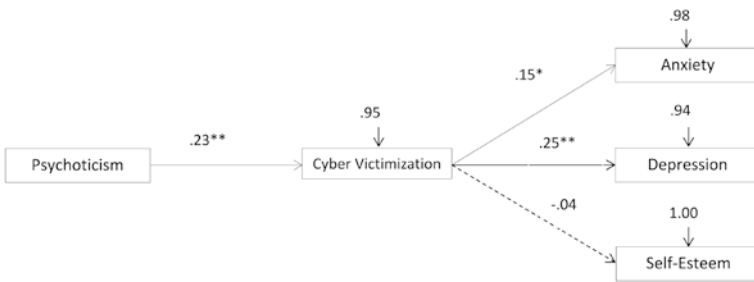 .98
Anxiety
.15*
.95
.94
.23**
.25**
Psychoticism
Cyber Victimization
Depression
-.04
1.00
Self-Esteem